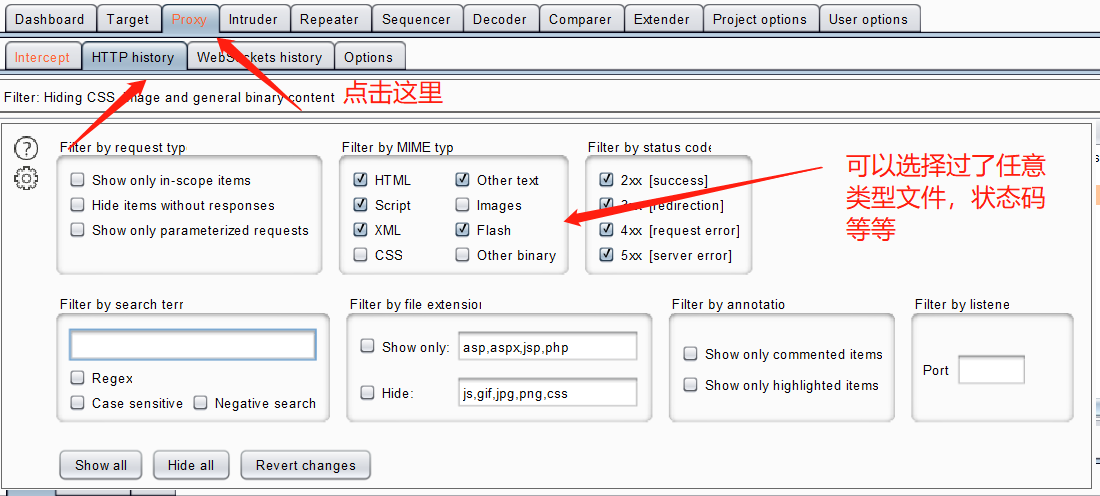 Dashboard Target Proxy Intruder Repeater Sequencer Decoder Comparer Extender Project options User options
Intercept HTTP history WebSockets history Options
Filter: Hiding CSS, image and general binary content 点击这里
Filter by request typ Filter by MIME typ Filter by status code
Show only in-scope items HTML Other text 2xx [success]
Hide items without responses Script Images 3xx [redirection]
Show only parameterized requests XML Flash 4xx [request error]
CSS Other binary 5xx [server error]
可以选择过了任意
类型文件，状态码
等等
Filter by search terr Filter by file extension Filter by annotatio Filter by listene
Show only: asp,aspx,jsp,php Show only commented items Port
Regex
Hide: js,gif,jpg,png,css Show only highlighted items
Case sensitive Negative search
Show all Hide all Revert changes